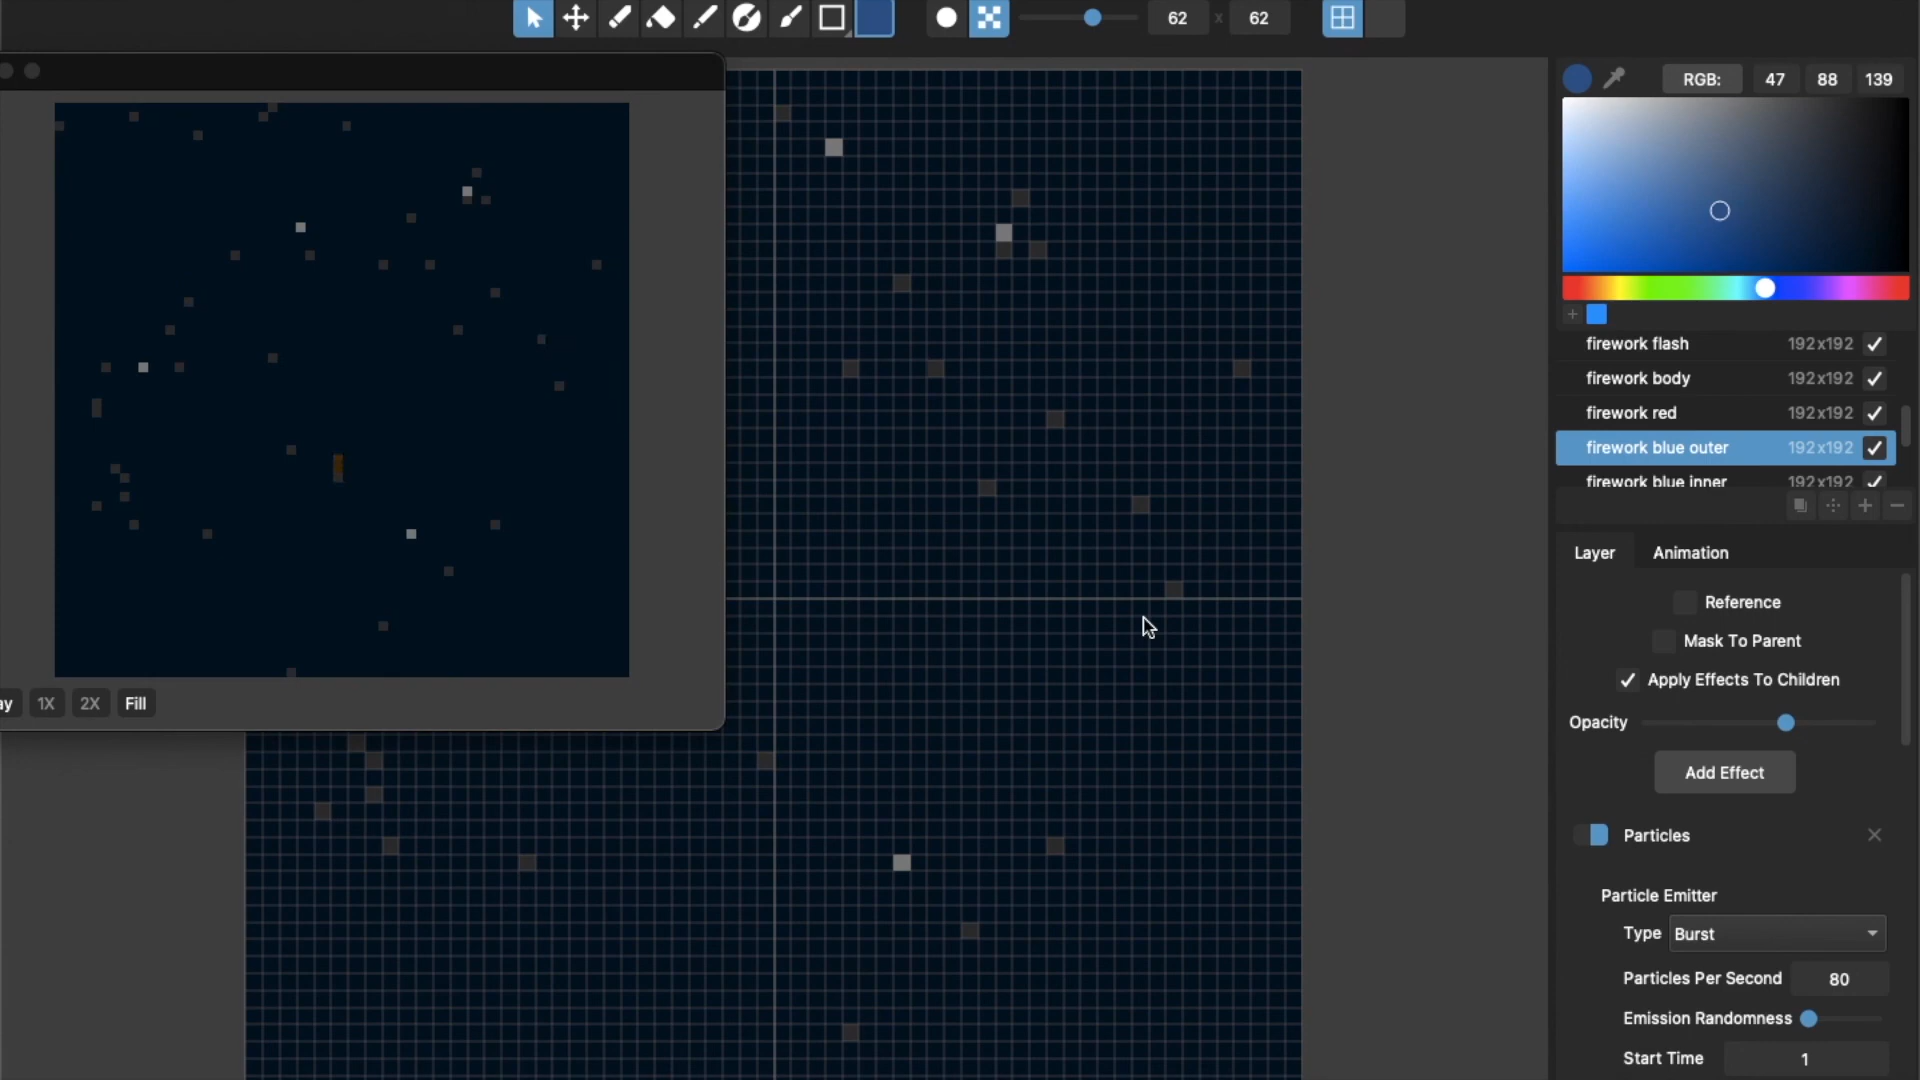 62 x 62
RGB: 47 88 139
firework flash 192x192
firework body 192x192
firework red 192x192
firework blue outer 192x192
firework blue inner 192x192
Layer Animation
Reference
Mask To Parent
Apply Effects To Children
Opacity
Add Effect
Particles
Particle Emitter
Type Burst
Particles Per Second 80
Emission Randomness
Start Time 1
ay 1X 2X Fill